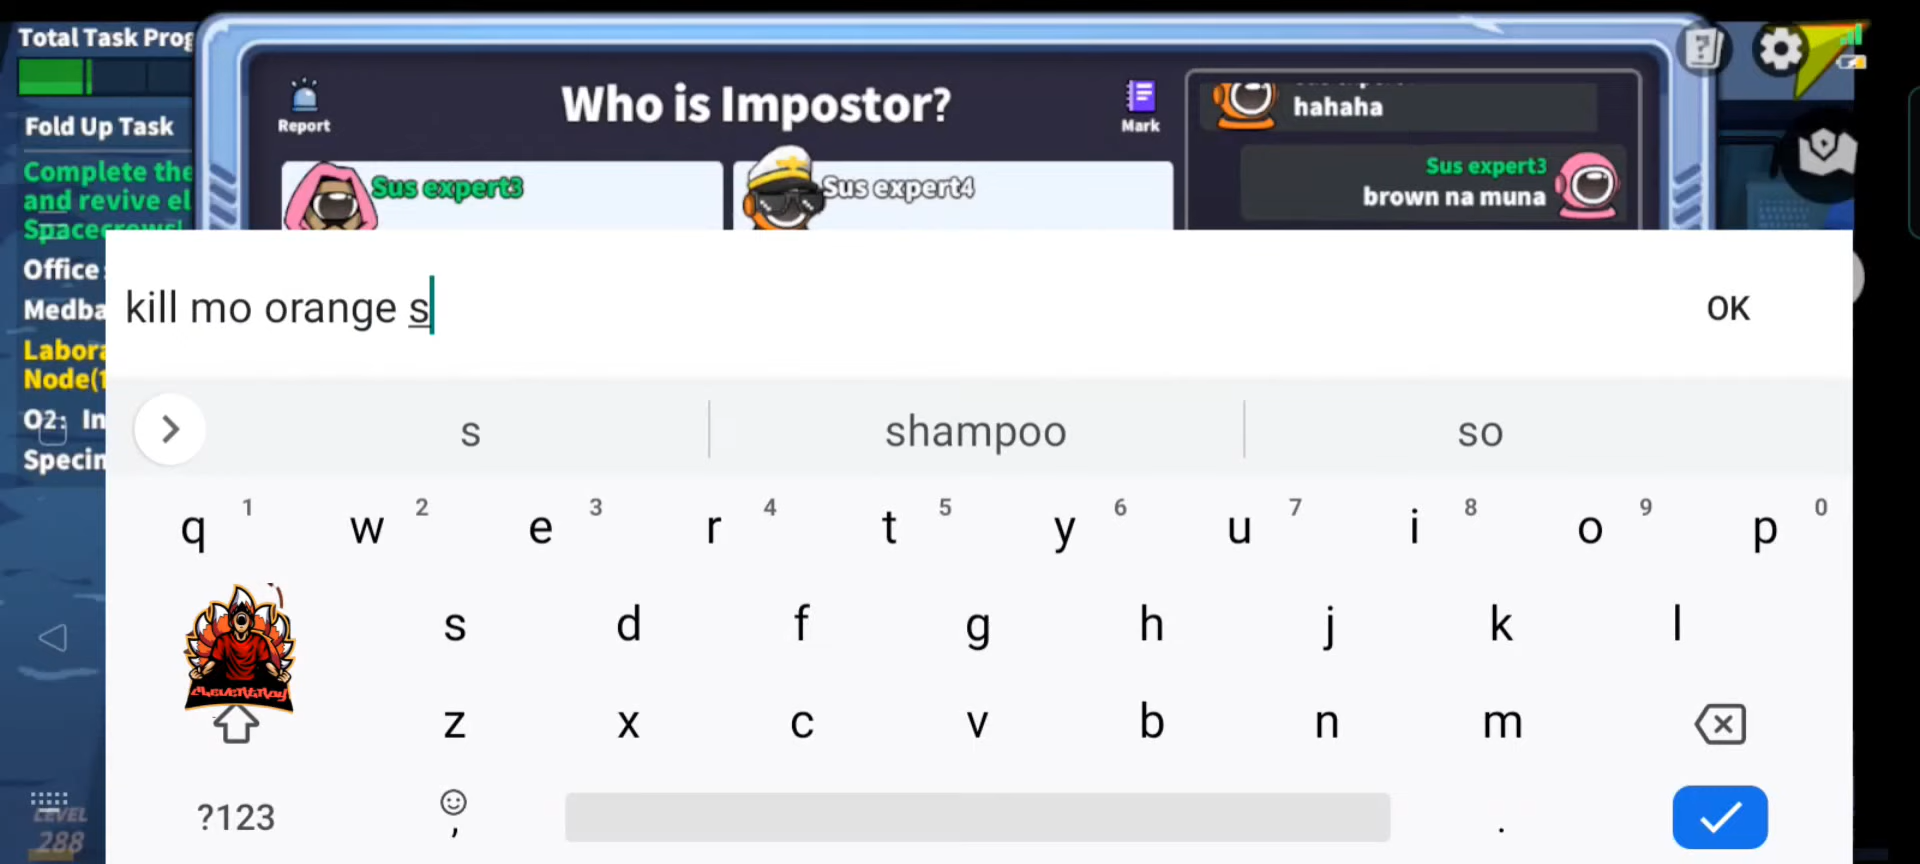 Total Task Prog
Fold Up Task
Complete the
and revive el
Spacecrows!
Office
Medba
Labora
Node(1
O2: In
Specin
LEVEL
288
Report
Who is Impostor?
Mark
Sus expert3
Sus expert4
hahaha
Sus expert3
brown na muna
kill mo orange s
OK
s shampoo so
1 2 3 4 5 6 7 8 9 0
q w e r t y u i o p
s d f g h j k l
z x c v b n m
?123 , .